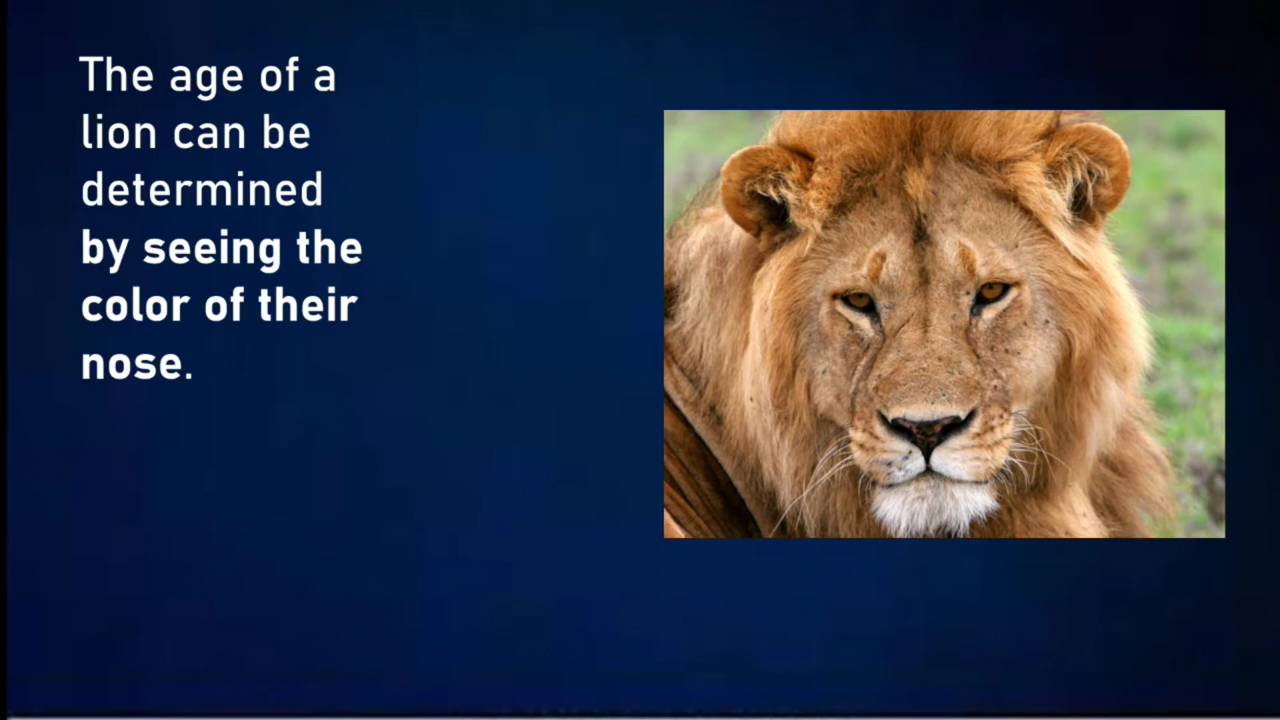 The age of a
lion can be
determined
by seeing the
color of their
nose.